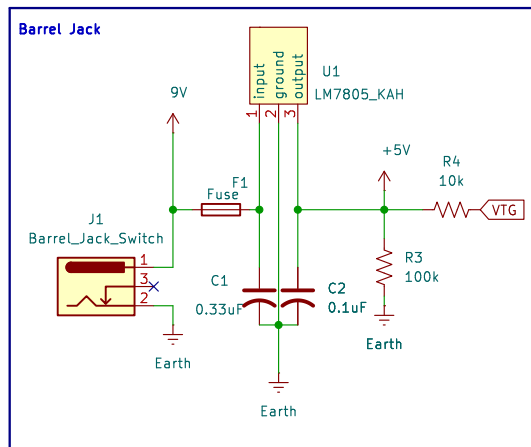 Barrel Jack
input
ground
output
1
2
3
U1
LM7805_KAH
9V
+5V
R4
10k
VTG
F1
Fuse
J1
Barrel_Jack_Switch
1
3
2
C1
0.33uF
C2
0.1uF
R3
100k
Earth
Earth
Earth